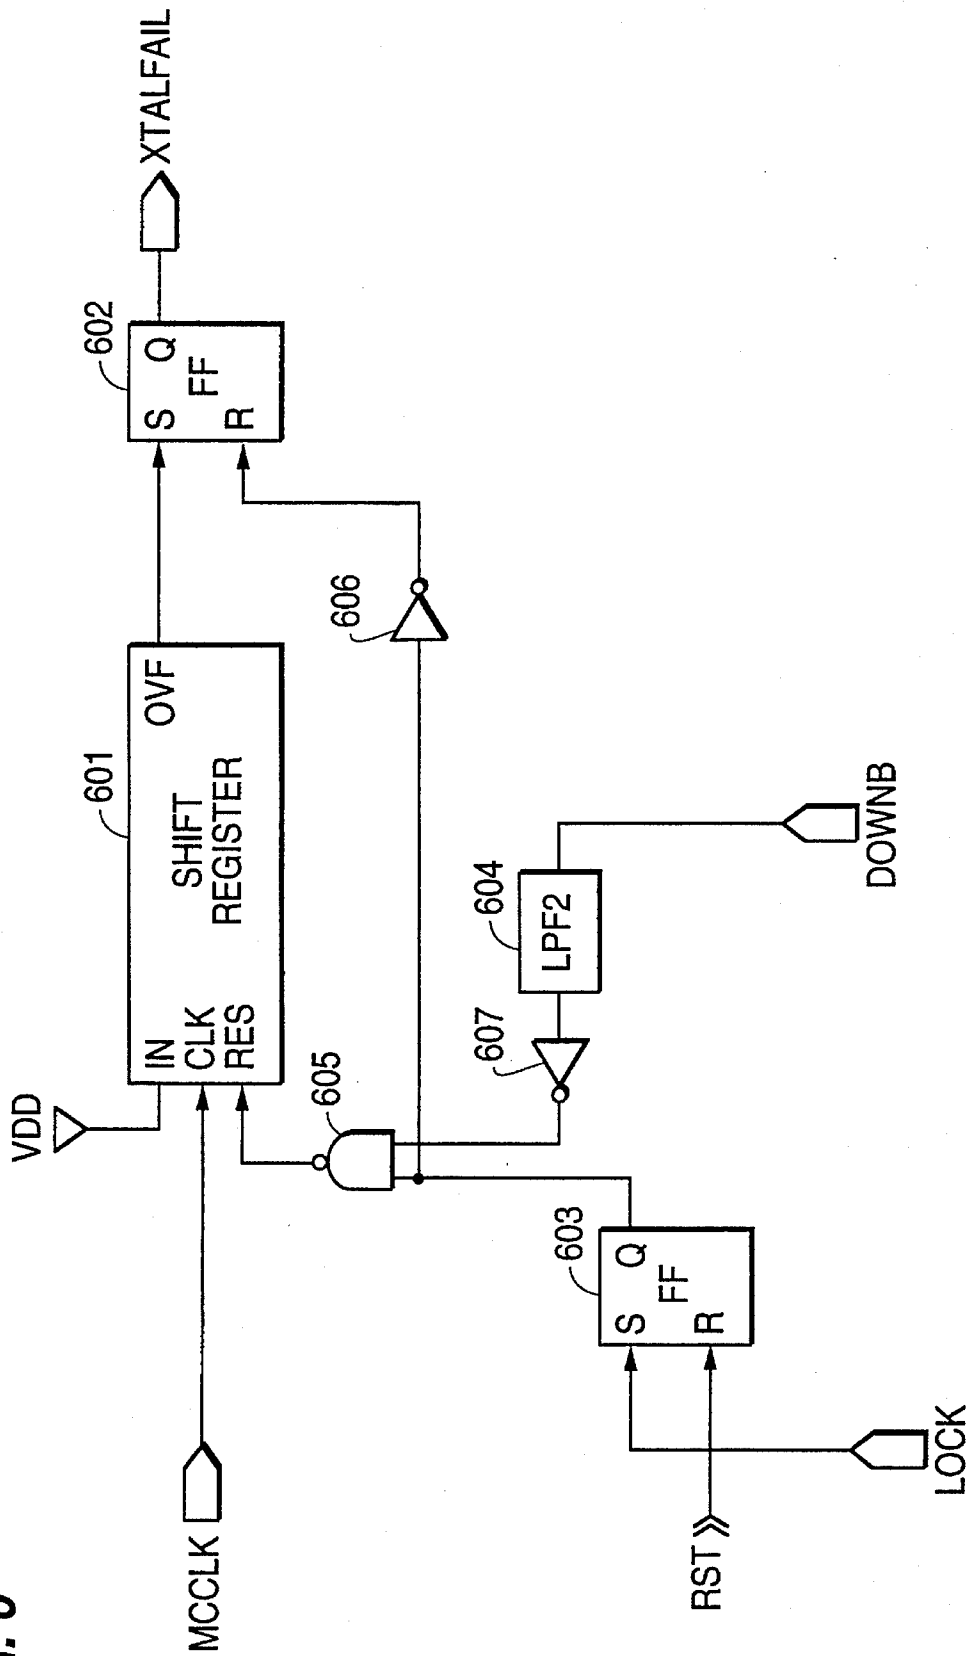 VDD
601
602
IN
OVF
S
Q
XTALFAIL
CLK
SHIFT
FF
MCCLK
RES
REGISTER
R
605
606
607
604
LPF2
603
S
Q
FF
RST
R
DOWNB
LOCK
6